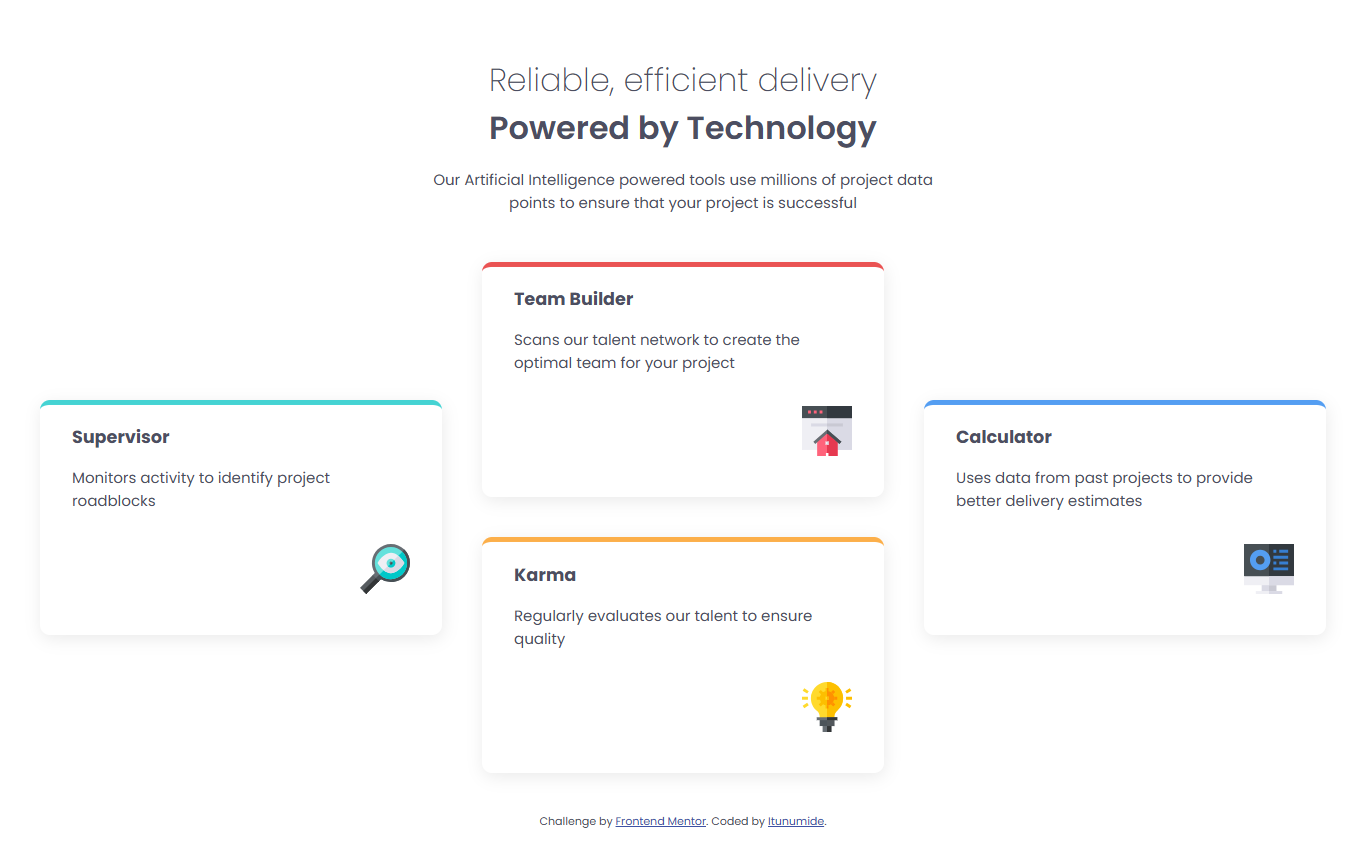 Reliable, efficient delivery
Powered by Technology
Our Artificial Intelligence powered tools use millions of project data
points to ensure that your project is successful
Team Builder
Scans our talent network to create the
optimal team for your project
Supervisor
Monitors activity to identify project
roadblocks
Calculator
Uses data from past projects to provide
better delivery estimates
Karma
Regularly evaluates our talent to ensure
quality
Challenge by Frontend Mentor. Coded by Itunumide.